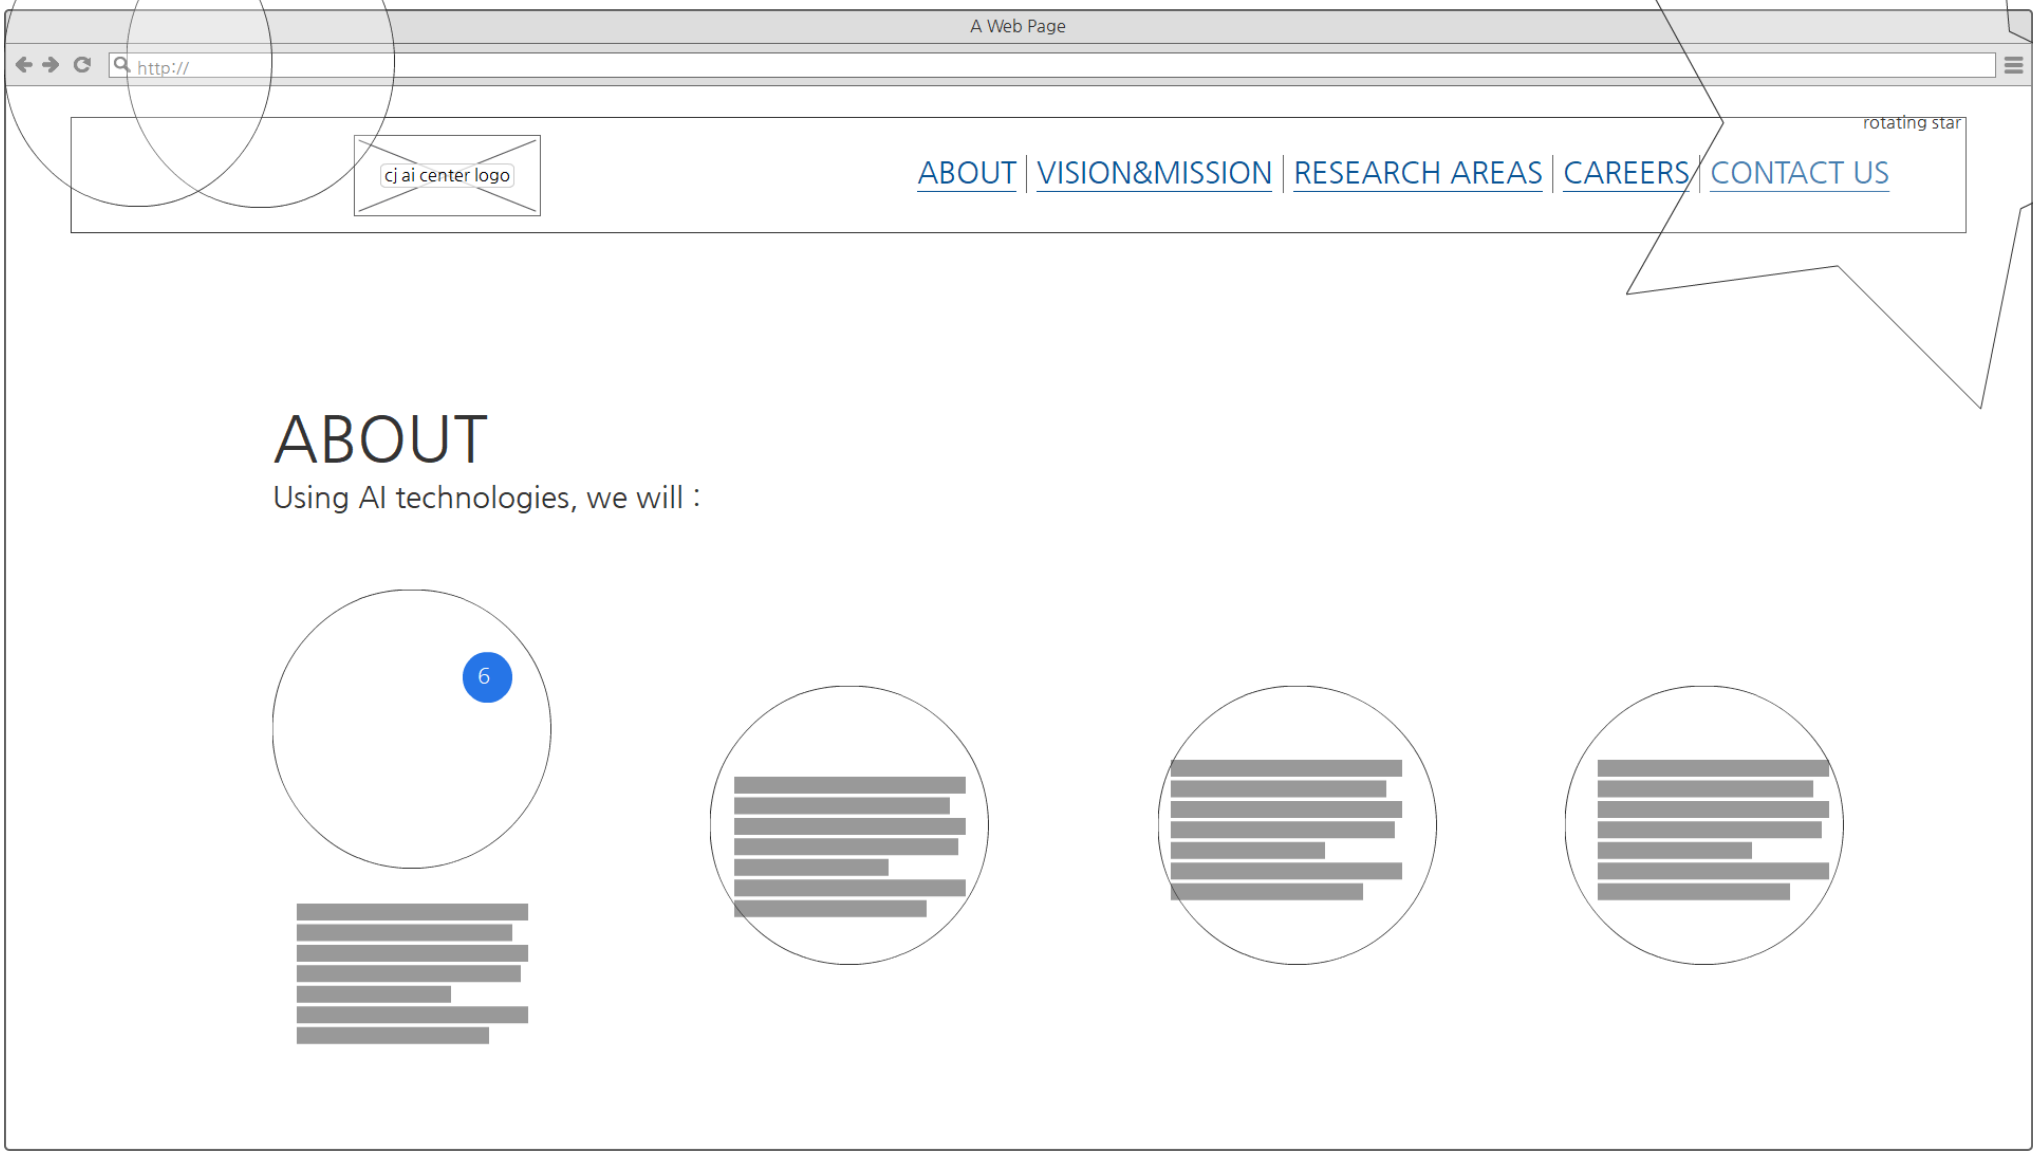 A Web Page
http://
rotating star
cj ai center logo
ABOUT VISION&MISSION RESEARCH AREAS CAREERS CONTACT US
ABOUT
Using AI technologies, we will :
6